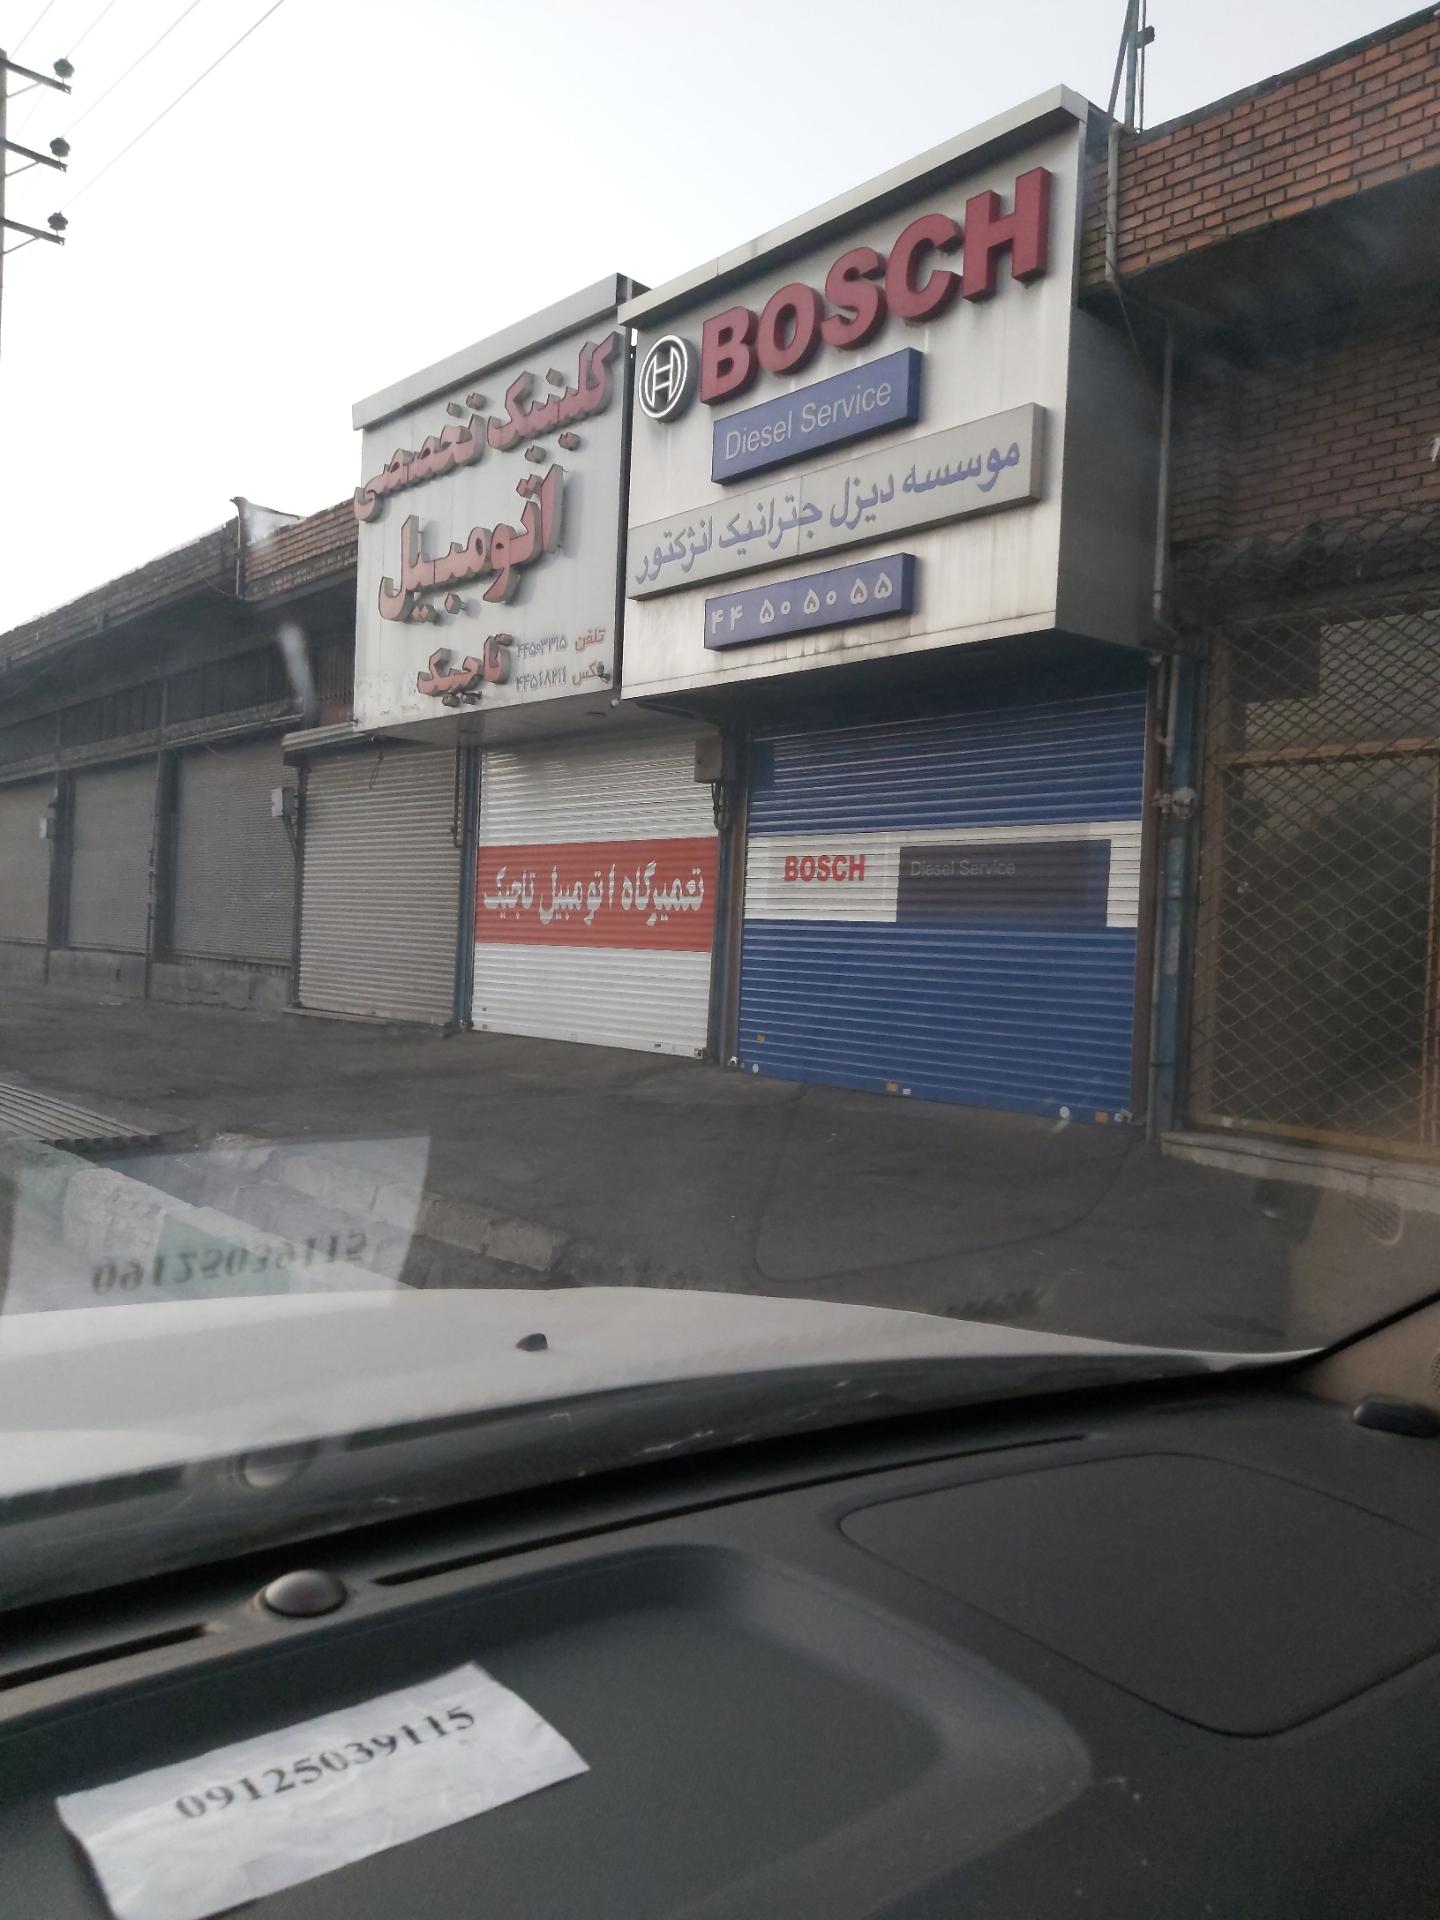 کلینیک تخصصی
اتومبیل
تاجیک
تلفن ۴۴۵۰۳۳۱۵
فکس ۴۴۵۱۸۲۱۱
BOSCH
Diesel Service
موسسه دیزل جترانیک انژکتور
۴۴ ۵۰ ۵۰ ۵۵
تعمیرگاه اتومبیل تاجیک
BOSCH
Diesel Service
09125039115
09125039115